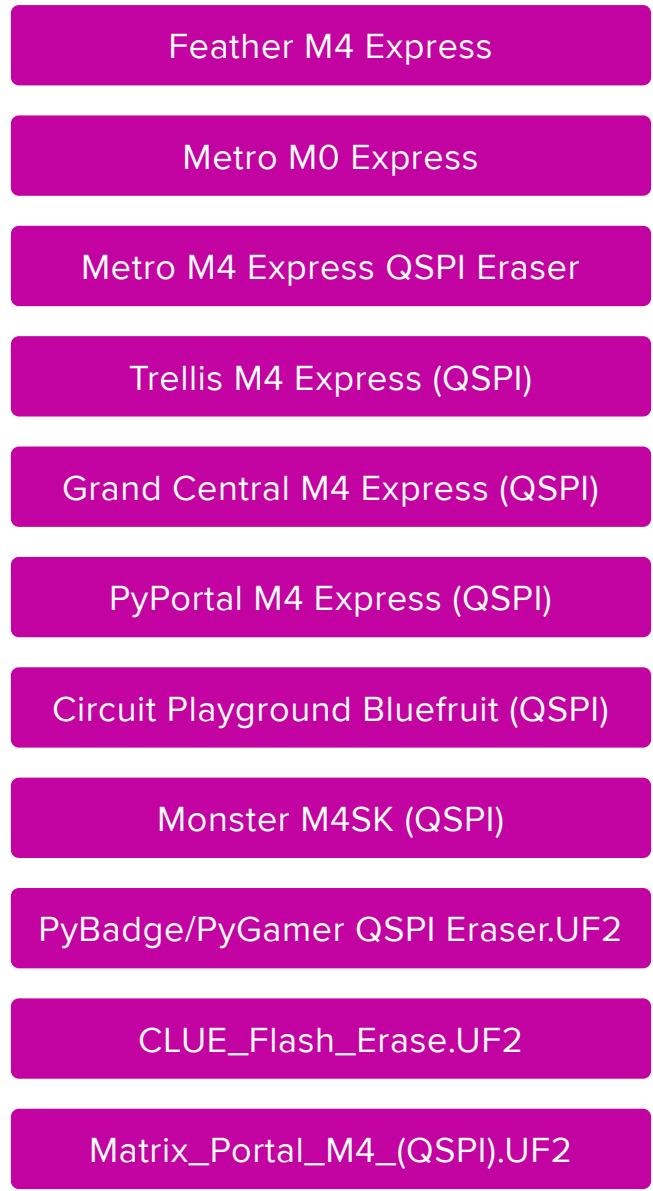 Feather M4 Express
Metro M0 Express
Metro M4 Express QSPI Eraser
Trellis M4 Express (QSPI)
Grand Central M4 Express (QSPI)
PyPortal M4 Express (QSPI)
Circuit Playground Bluefruit (QSPI)
Monster M4SK (QSPI)
PyBadge/PyGamer QSPI Eraser.UF2
CLUE_Flash_Erase.UF2
Matrix_Portal_M4_(QSPI).UF2